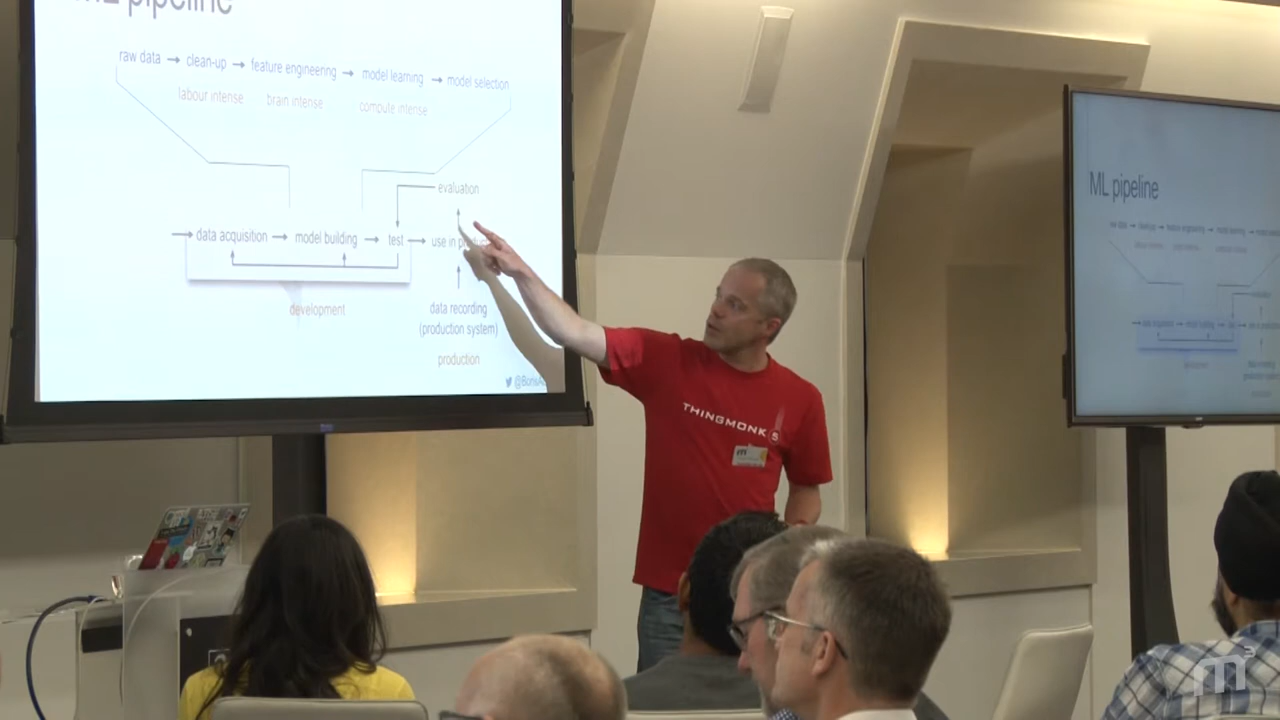 ML pipeline
raw data → clean-up → feature engineering → model learning → model selection
labour intense brain intense compute intense
evaluation
data acquisition → model building → test → use in
development
data recording
(production system)
production
THINGMONK
ML pipeline
m